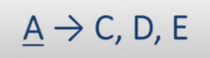 A → C, D, E